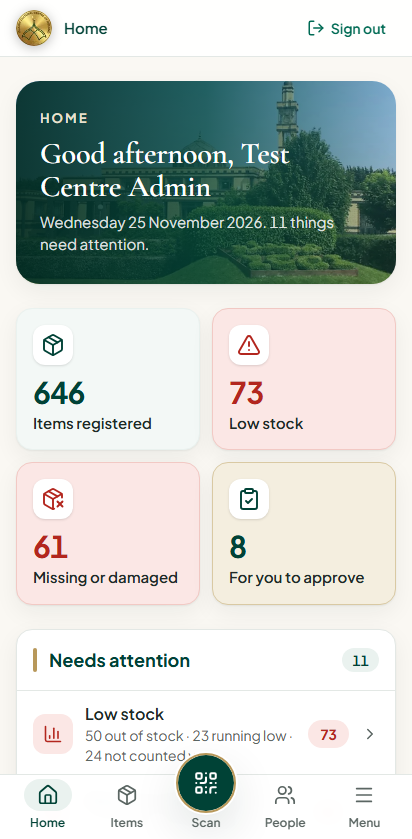 Home
Sign out
HOME
Good afternoon, Test
Centre Admin
Wednesday 25 November 2026. 11 things
need attention.
646
Items registered
73
Low stock
61
Missing or damaged
8
For you to approve
Needs attention
11
Low stock
50 out of stock · 23 running low ·
24 not counted
73
Home
Items
Scan
People
Menu